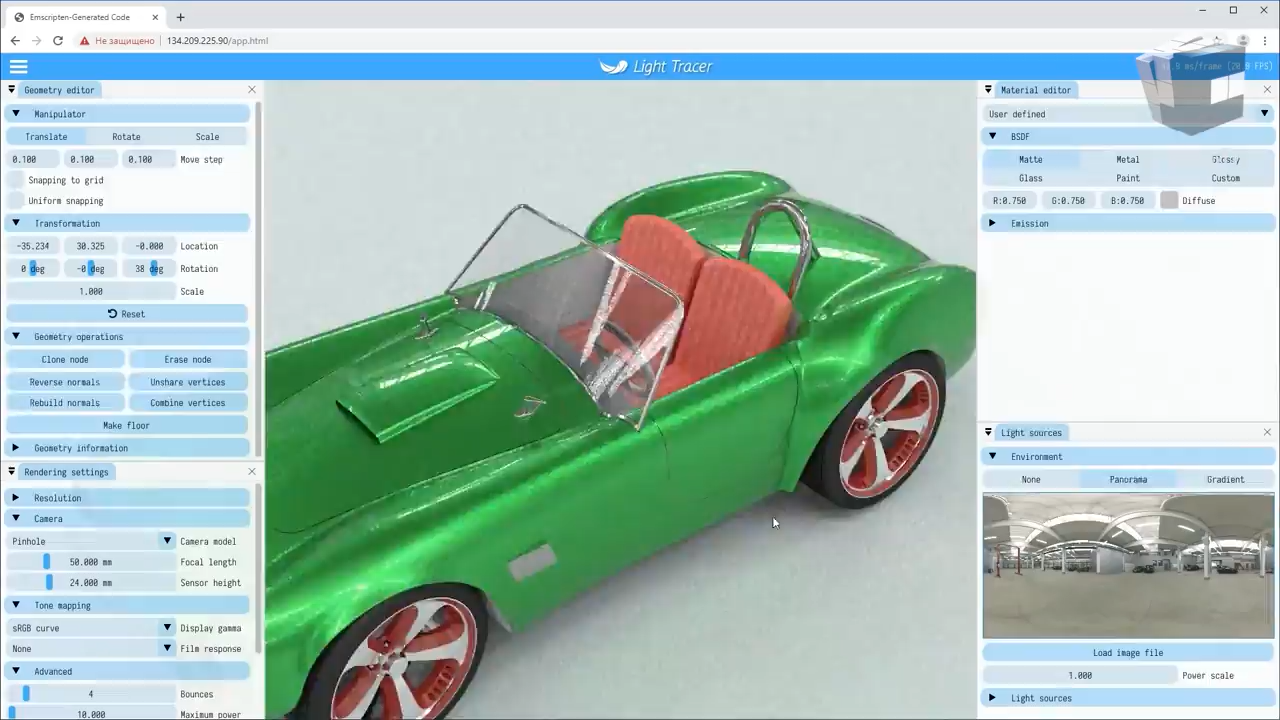 Emscripten-Generated Code
Не защищено
134.209.225.90/app.html
Light Tracer
ms/frame
FPS)
Geometry editor
Manipulator
Translate
Rotate
Scale
0.100
0.100
0.100
Move step
Snapping to grid
Uniform snapping
Transformation
-35.234
30.325
-0.000
Location
0 deg
-0 deg
38 deg
Rotation
1.000
Scale
Reset
Geometry operations
Clone node
Erase node
Reverse normals
Unshare vertices
Rebuild normals
Combine vertices
Make floor
Geometry information
Rendering settings
Resolution
Camera
Pinhole
Camera model
50.000 mm
Focal length
24.000 mm
Sensor height
Tone mapping
sRGB curve
Display gamma
None
Film response
Advanced
4
Bounces
10.000
Maximum power
Material editor
User defined
BSDF
Matte
Metal
Glossy
Glass
Paint
Custom
R:0.750
G:0.750
B:0.750
Diffuse
Emission
Light sources
Environment
None
Panorama
Gradient
Load image file
1.000
Power scale
Light sources